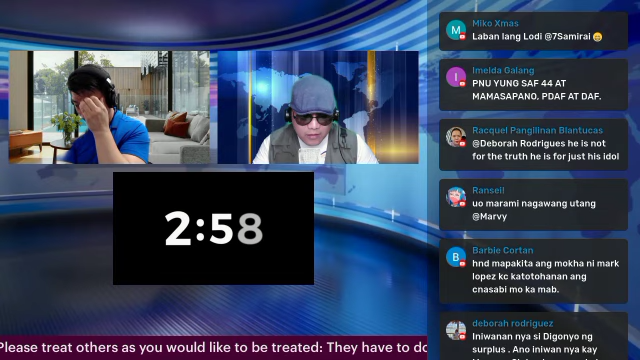 Miko Xmas
Laban lang Lodi @7Samirai 😄
Imelda Galang
PNU YUNG SAF 44 AT
MAMASAPANO, PDAF AT DAF.
Racquel Pangilinan Blantucas
@Deborah Rodrigues he is not
for the truth he is for just his idol
Ranseil
uo marami nagawang utang
@Marvy
Barbie Cortan
hnd mapakita ang mokha ni mark
lopez kc katotohanan ang
cnasabi mo ka mab.
deborah rodriguez
Iniwanan nya si Digonyo ng
surplus . Ano iniwan nya kay
2:58
Please treat others as you would like to be treated: They have to do